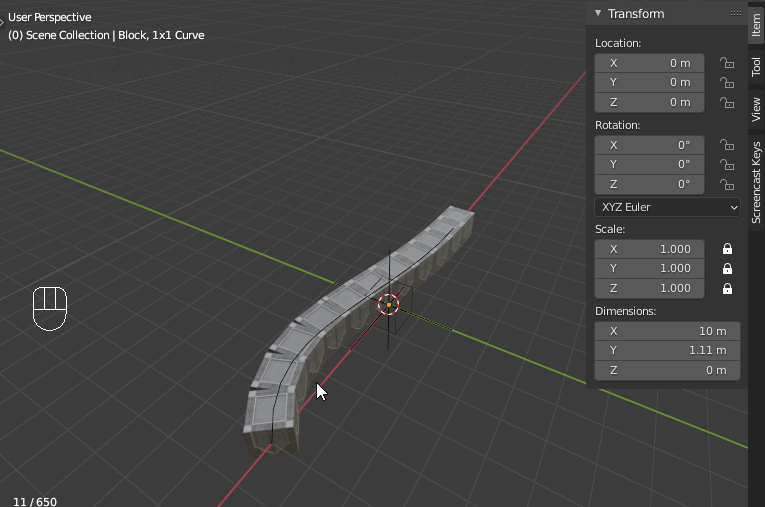 User Perspective
(0) Scene Collection | Block, 1x1 Curve
Transform
Location:
X 0 m
Y 0 m
Z 0 m
Rotation:
X 0°
Y 0°
Z 0°
XYZ Euler
Scale:
X 1.000
Y 1.000
Z 1.000
Dimensions:
X 10 m
Y 1.11 m
Z 0 m
Item
Tool
View
Screencast Keys
11 / 650